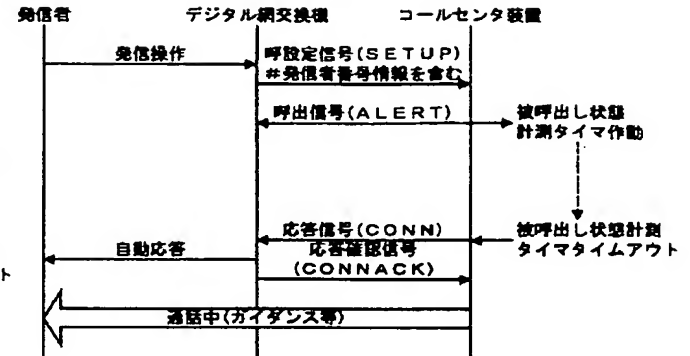 発信者 デジタル網交換機 コールセンタ装置
発信操作
呼設定信号(SETUP)
#発信者番号情報を含む
呼出信号(ALERT)
被呼出し状態
計測タイマ作動
応答信号(CONN)
被呼出し状態計測
タイマタイムアウト
自動応答
応答確認信号
(CONNACK)
ト
通話中(ガイダンス等)